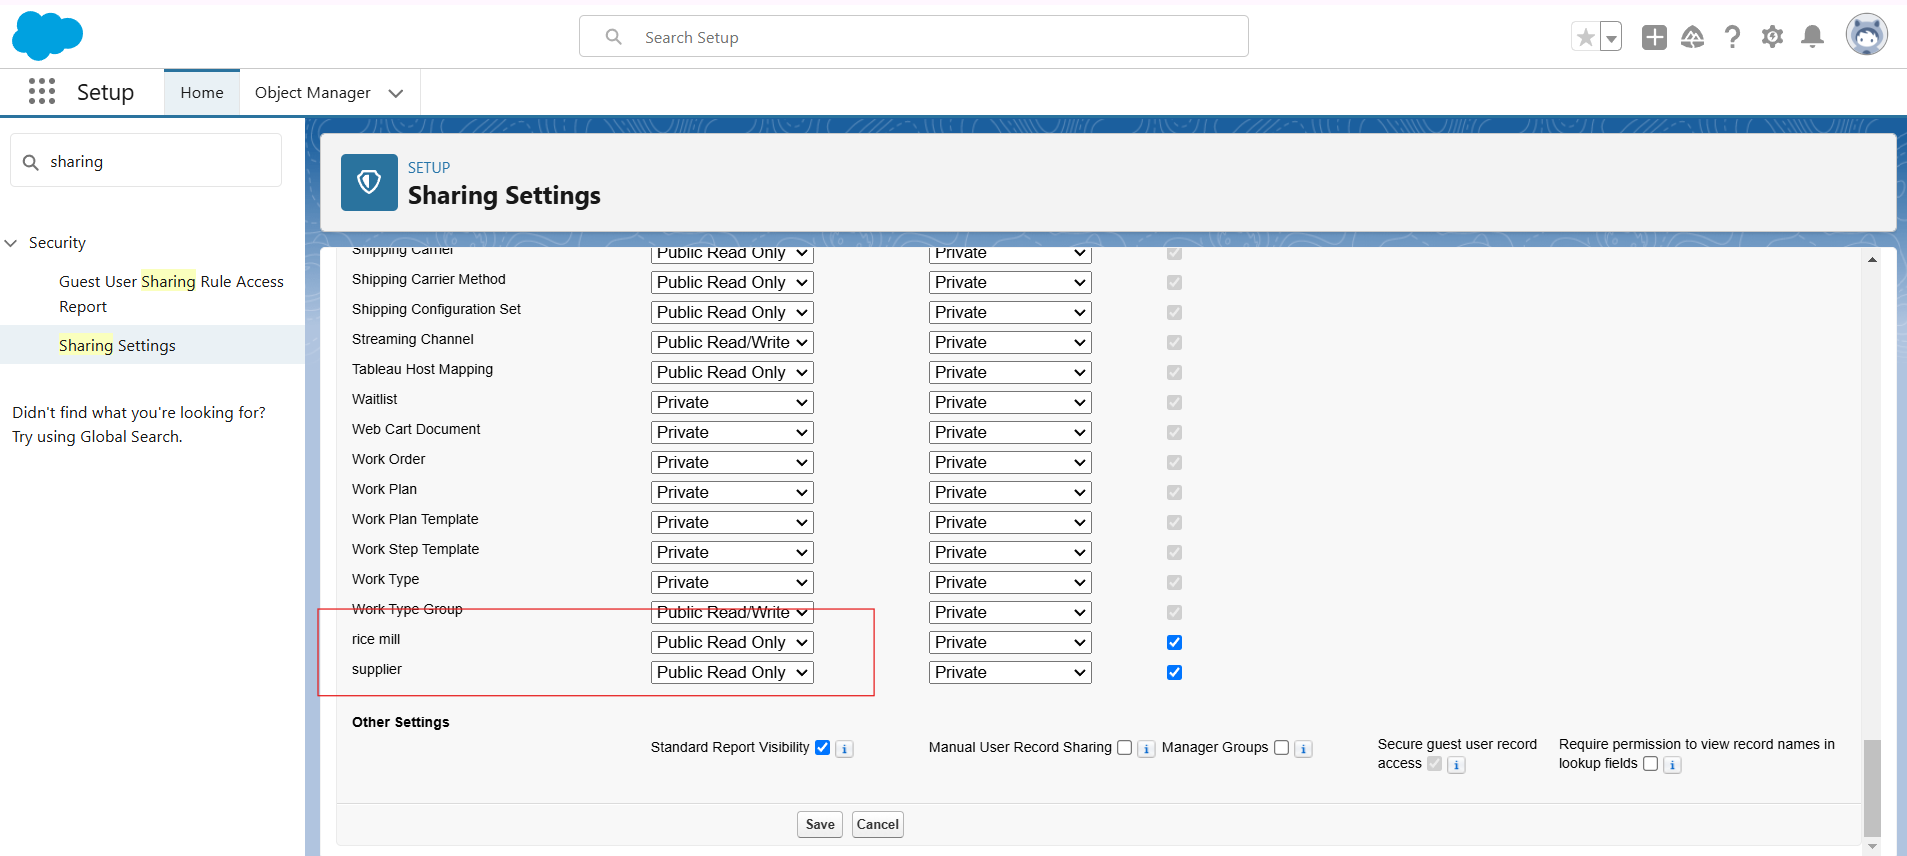 Search Setup
Setup
Home
Object Manager
sharing
Security
Guest User Sharing Rule Access
Report
Sharing Settings
Didn't find what you're looking for?
Try using Global Search.
SETUP
Sharing Settings
Shipping Carrier Public Read Only Private
Shipping Carrier Method Public Read Only Private
Shipping Configuration Set Public Read Only Private
Streaming Channel Public Read/Write Private
Tableau Host Mapping Public Read Only Private
Waitlist Private Private
Web Cart Document Private Private
Work Order Private Private
Work Plan Private Private
Work Plan Template Private Private
Work Step Template Private Private
Work Type Private Private
Work Type Group Public Read/Write Private
rice mill Public Read Only Private
supplier Public Read Only Private
Other Settings
Standard Report Visibility i Manual User Record Sharing i Manager Groups i
Secure guest user record
access i
Require permission to view record names in
lookup fields i
Save Cancel